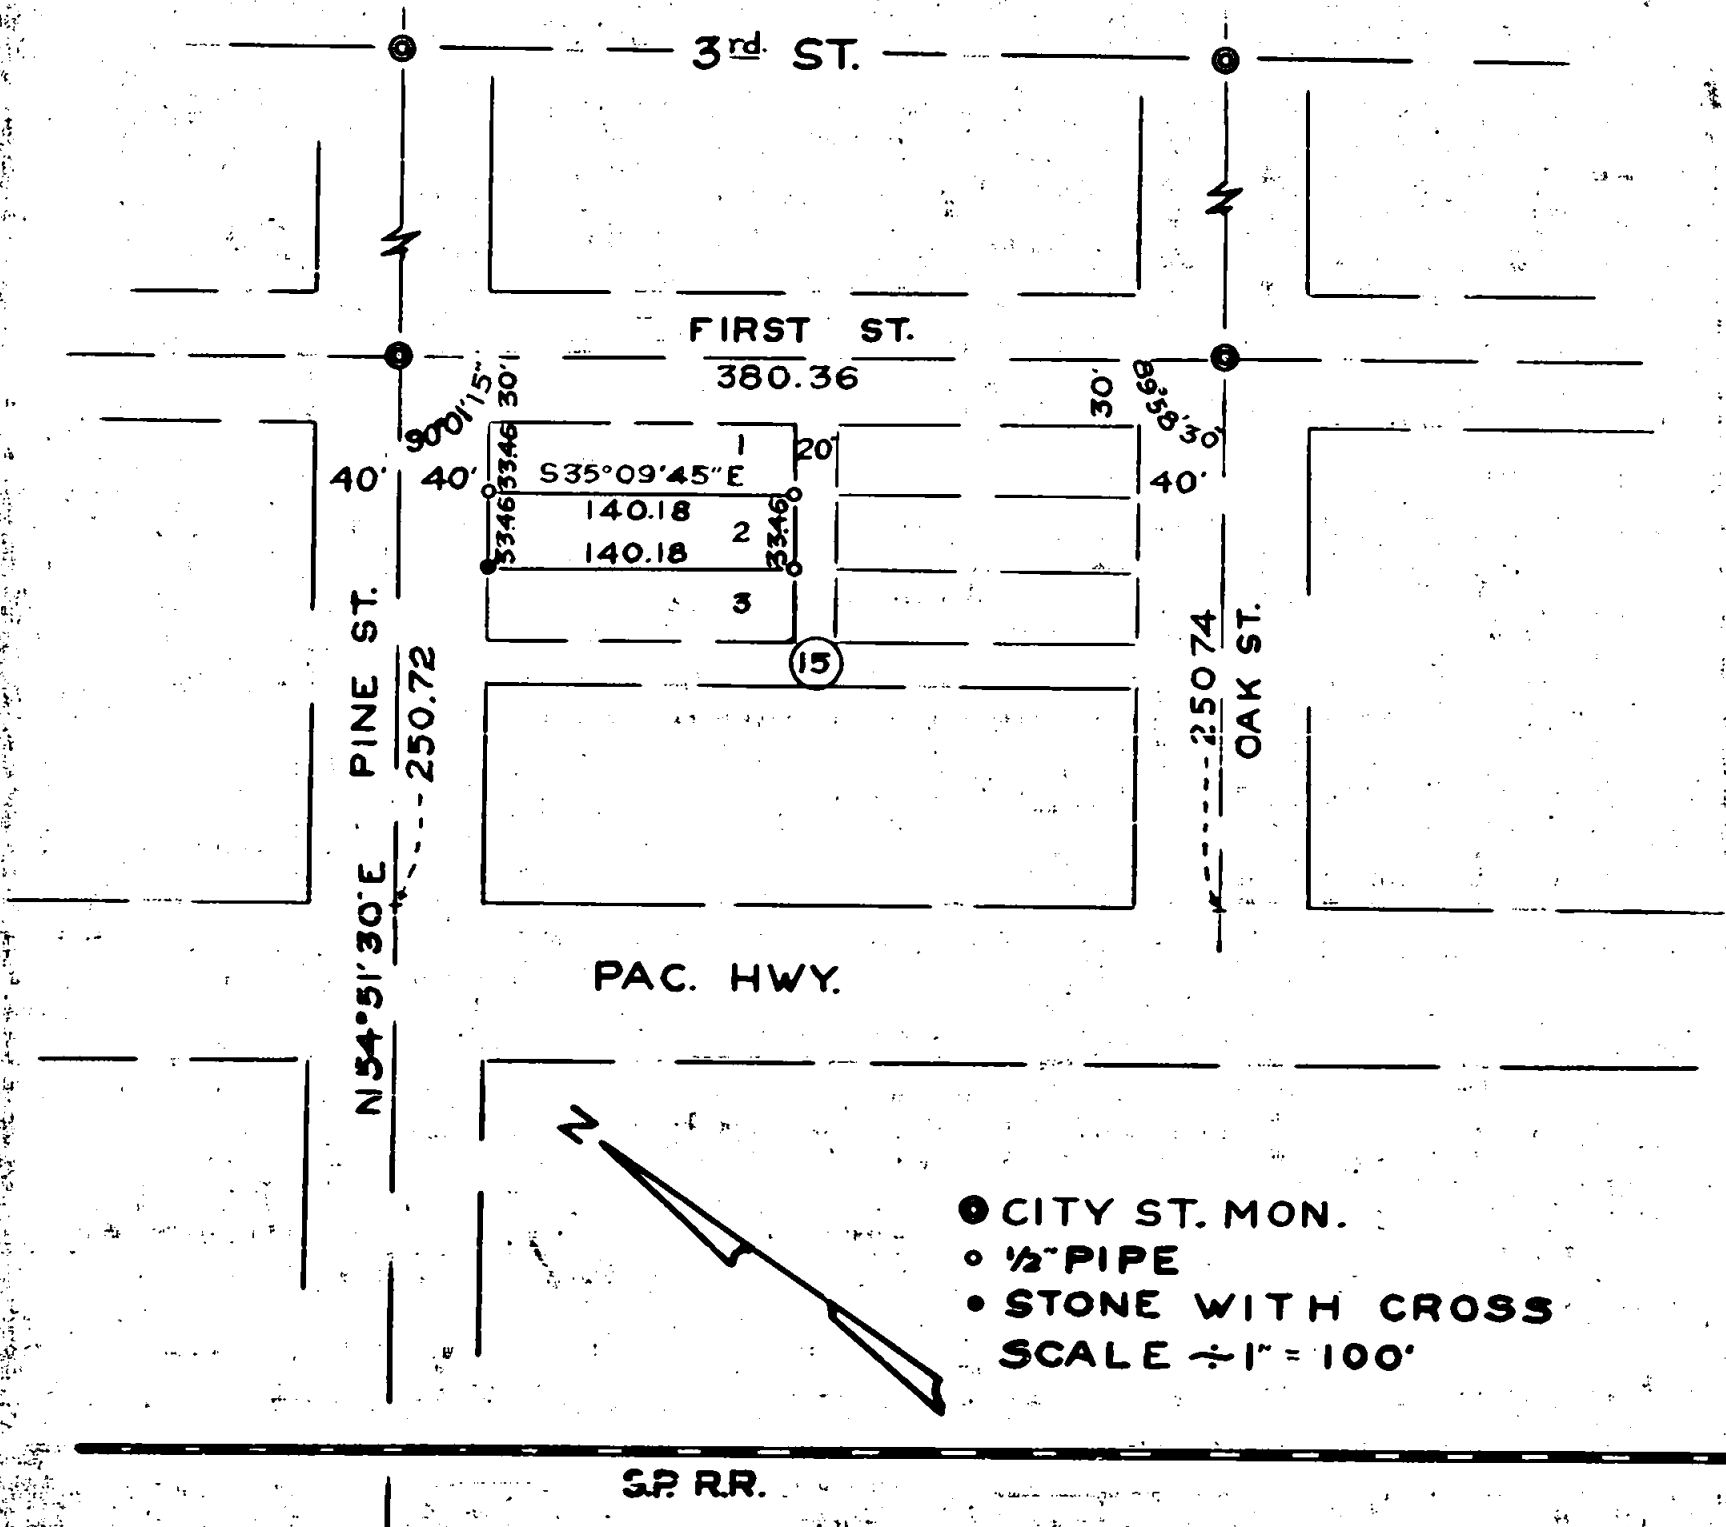 3rd. ST.
FIRST ST.
380.36
90°01'15"
30'
30'
89°58'30"
40'
40'
33.46
1
20'
40'
S35°09'45"E
140.18
33.46
2
33.46
140.18
3
15
PINE ST.
250.72
250.74
OAK ST.
N54°51'30"E
PAC. HWY.
N
CITY ST. MON.
½" PIPE
STONE WITH CROSS
SCALE ÷ 1" = 100'
S.P. R.R.